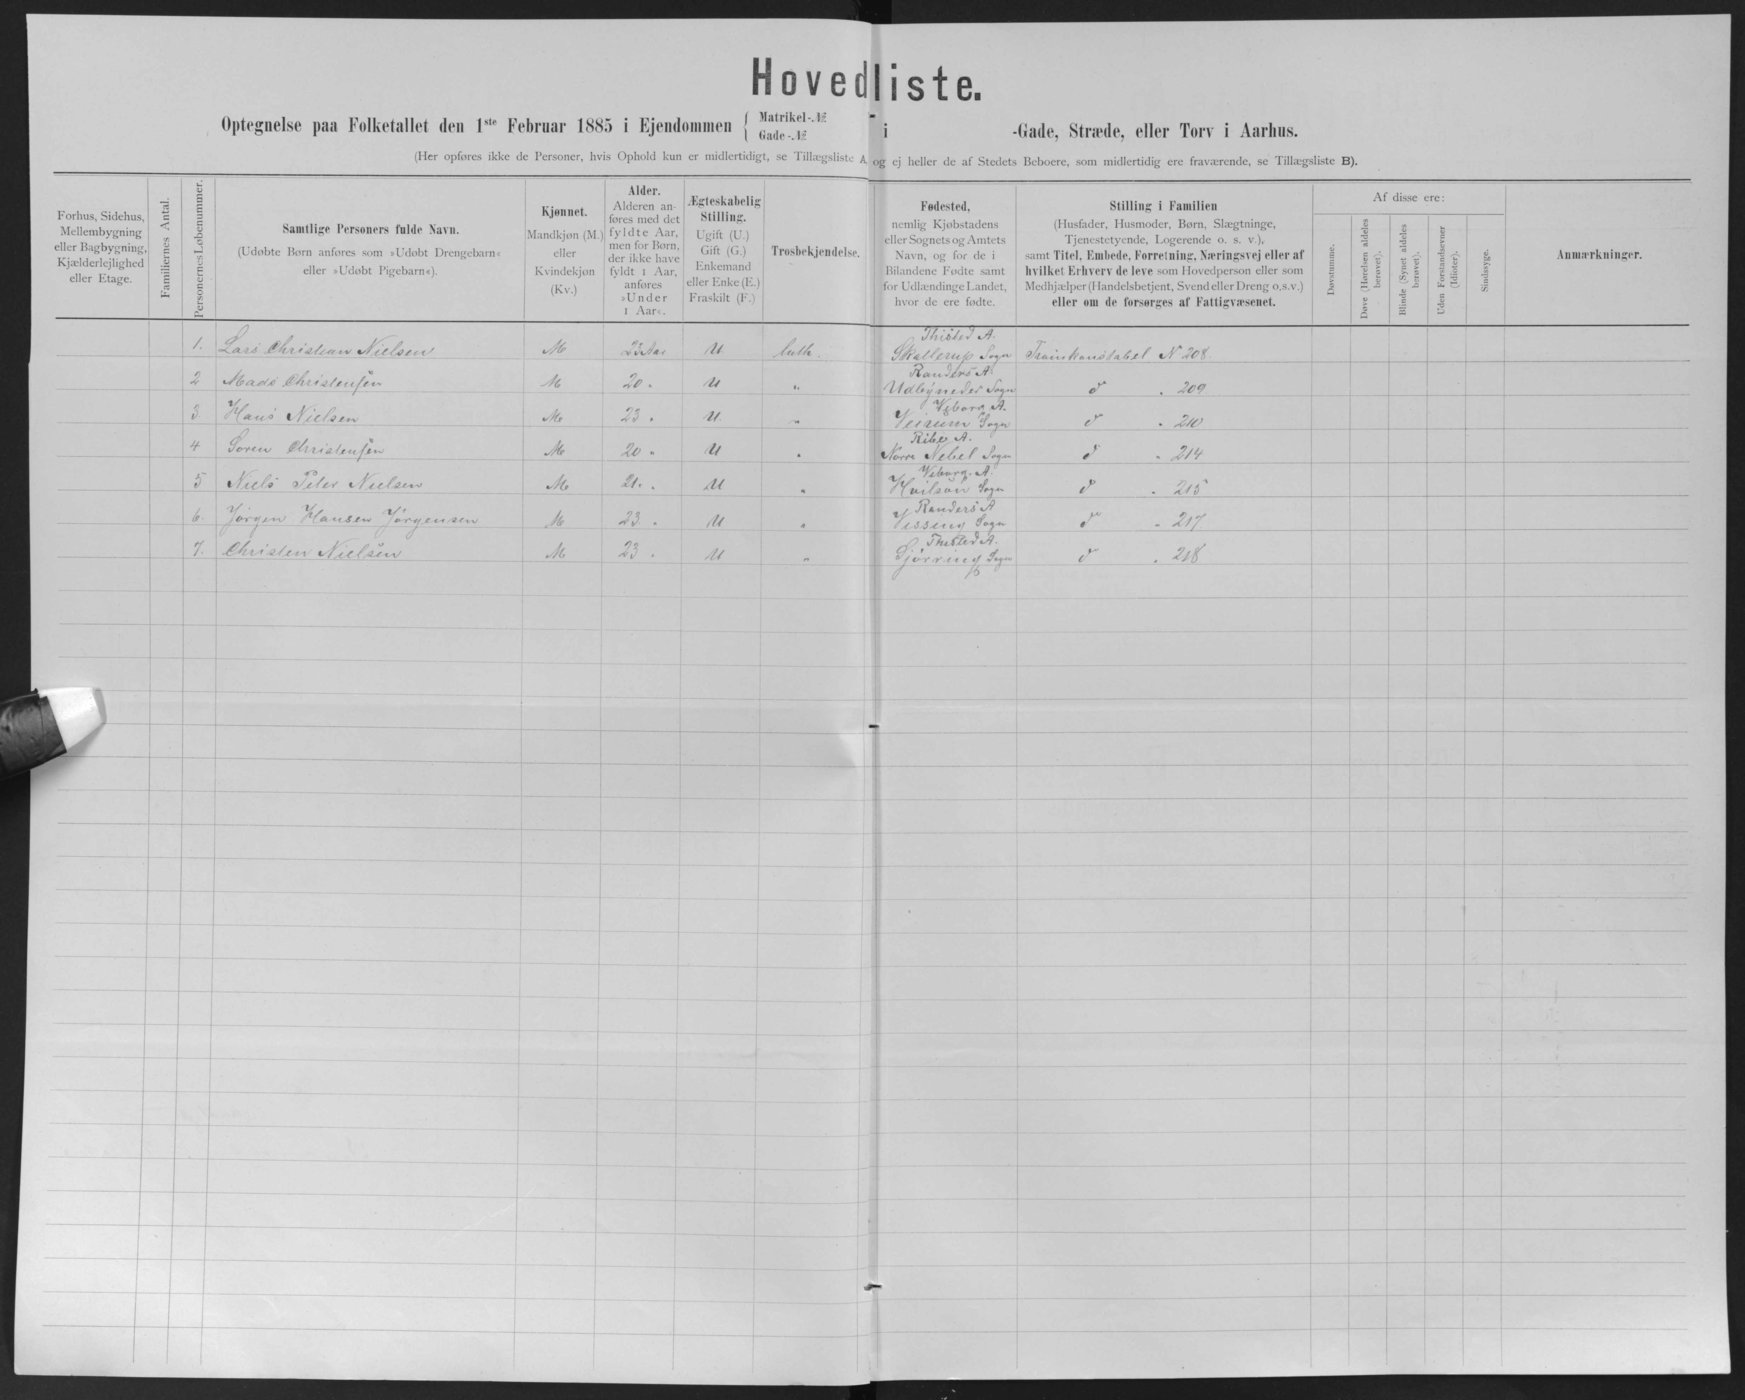 Hovedliste.
Optegnelse paa Folketallet den 1ste Februar 1885 i Ejendommen { Matrikel-№ i -Gade, Stræde, eller Torv i Aarhus.
{ Gade-№
(Her opføres ikke de Personer, hvis Ophold kun er midlertidigt, se Tillægsliste A, og ej heller de af Stedets Beboere, som midlertidig ere fraværende, se Tillægsliste B).
Forhus, Sidehus,
Mellembygning
eller Bagbygning,
Kjælderlejlighed
eller Etage.
Familiernes Antal.
Personernes Løbenummer.
Samtlige Personers fulde Navn.
(Udøbte Børn anføres som »Udøbt Drengebarn«
eller »Udøbt Pigebarn«).
Kjønnet.
Mandkjøn (M.)
eller
Kvindekjøn
(Kv.)
Alder.
Alderen an-
føres med det
fyldte Aar,
men for Børn,
der ikke have
fyldt 1 Aar,
anføres
»Under
1 Aar«.
Ægteskabelig
Stilling.
Ugift (U.)
Gift (G.)
Enkemand
eller Enke (E.)
Fraskilt (F.)
Trosbekjendelse.
Fødested,
nemlig Kjøbstadens
eller Sognets og Amtets
Navn, og for de i
Bilandene Fødte samt
for Udlændinge Landet,
hvor de ere fødte.
Stilling i Familien
(Husfader, Husmoder, Børn, Slægtninge,
Tjenestetyende, Logerende o. s. v.),
samt Titel, Embede, Forretning, Næringsvej eller af
hvilket Erhverv de leve som Hovedperson eller som
Medhjælper (Handelsbetjent, Svend eller Dreng o.s.v.)
eller om de forsørges af Fattigvæsenet.
Af disse ere:
Døvstumme.
Døve (Hørelsen aldeles
berøvet).
Blinde (Synet aldeles
berøvet).
Uden Forstandsevner
(Idioter).
Sindssyge.
Anmærkninger.
Thisted A.
1. Lars Christian Nielsen M 23 Aar U luth. Skallerup Sogn Trainkonstabel N 208.
Randers A.
2 Mads Christensen M 20 " U " Udbyneder Sogn d " 209
Viborg A.
3 Hans Nielsen M 23 " U " Veirum Sogn d " 210
Ribe A.
4 Søren Christensen M 20 " U " Nørre Nebel Sogn d " 214
Viborg A.
5 Niels Peter Nielsen M 21 " U " Hvilsom Sogn d " 215
Randers A
6. Jørgen Hansen Jørgensen M 23 " U " Vissing Sogn d " 217
Thisted A.
7. Christen Nielsen M 23 " U " Sjørring Sogn d " 218